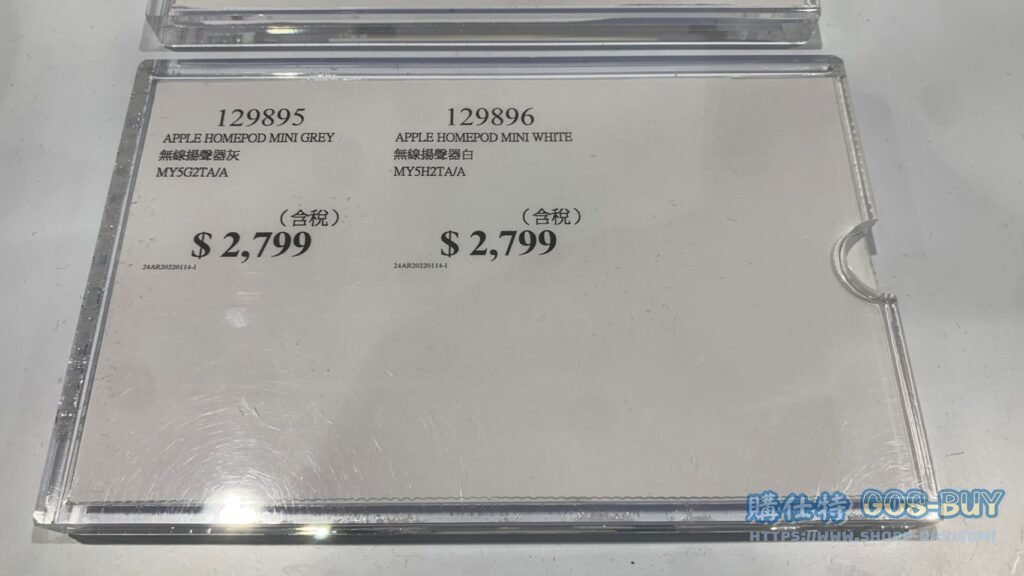 129895
APPLE HOMEPOD MINI GREY
無線揚聲器灰
MY5G2TA/A
(含稅)
$ 2,799
24AR20220114-1
129896
APPLE HOMEPOD MINI WHITE
無線揚聲器白
MY5H2TA/A
(含稅)
$ 2,799
24AR20220114-1
購仕特 GOS-BUY